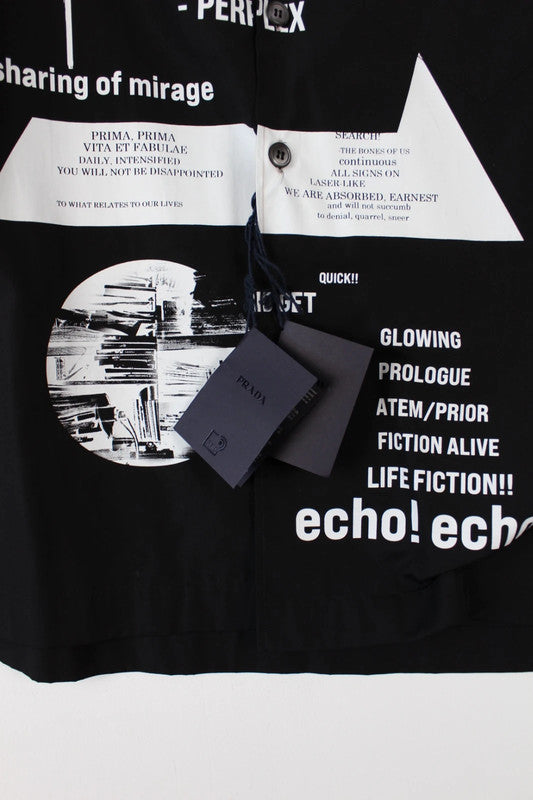 - PERPLEX
sharing of mirage
PRIMA, PRIMA
VITA ET FABULAE
DAILY, INTENSIFIED
YOU WILL NOT BE DISAPPOINTED
TO WHAT RELATES TO OUR LIVES
SEARCH!
-THE BONES OF US
continuous
ALL SIGNS ON
LASER-LIKE
WE ARE ABSORBED, EARNEST
and will not succumb
to denial, quarrel, sneer
QUICK!!
GET
PRADA
GLOWING
PROLOGUE
ATEM/PRIOR
FICTION ALIVE
LIFE FICTION!!
echo! echo